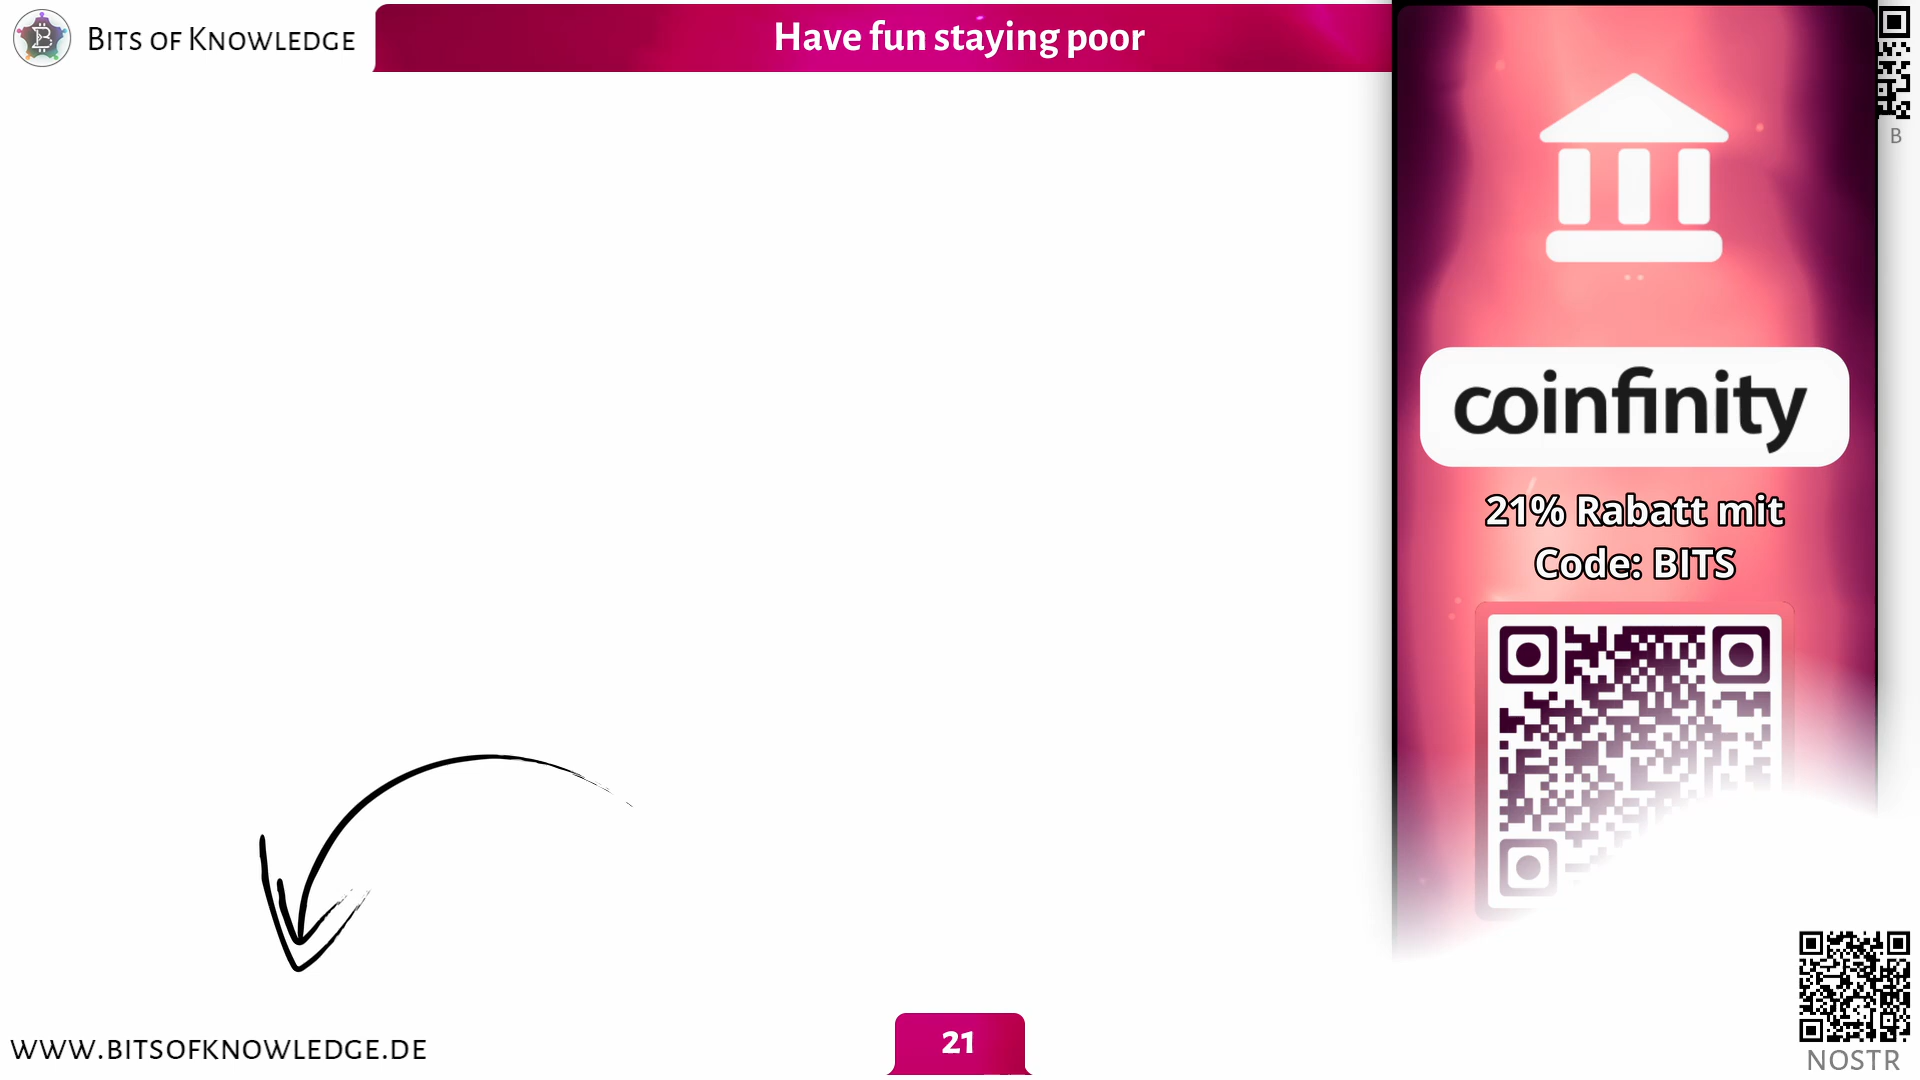 BITS OF KNOWLEDGE
Have fun staying poor
B
coinfinity
21% Rabatt mit
Code: BITS
WWW.BITSOFKNOWLEDGE.DE
21
NOSTR